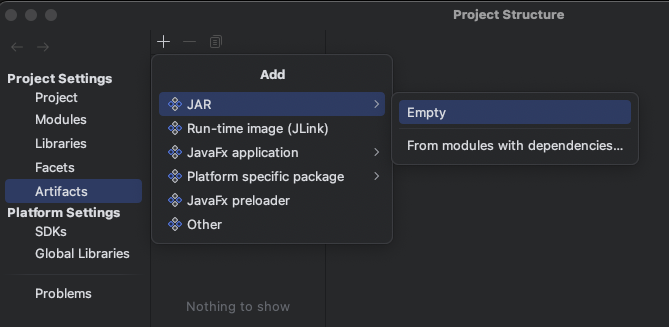 Project Structure
Project Settings
Project
Modules
Libraries
Facets
Artifacts
Platform Settings
SDKs
Global Libraries
Problems
Add
JAR
Run-time image (JLink)
JavaFx application
Platform specific package
JavaFx preloader
Other
Empty
From modules with dependencies...
Nothing to show